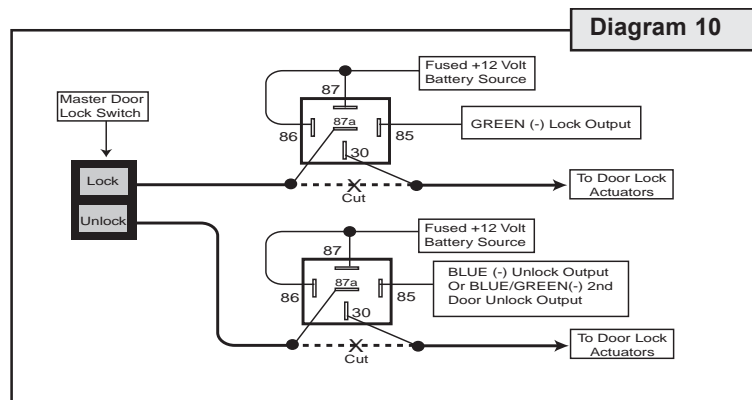 Diagram 10
Fused +12 Volt
Battery Source
87
Master Door
Lock Switch
87a
86
85
GREEN (-) Lock Output
30
Lock
To Door Lock
Actuators
Cut
Unlock
Fused +12 Volt
Battery Source
87
BLUE (-) Unlock Output
Or BLUE/GREEN(-) 2nd
Door Unlock Output
87a
86
85
30
To Door Lock
Actuators
Cut